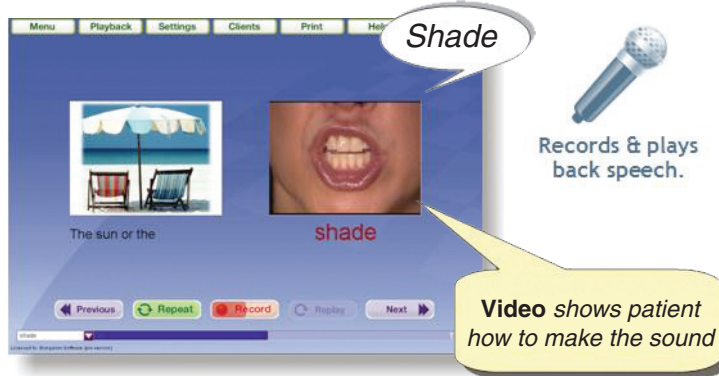 Menu
Playback
Settings
Clients
Print
Shade
Records & plays
back speech.
The sun or the
shade
Previous
Repeat
Record
Replay
Next
Video shows patient
how to make the sound
shade